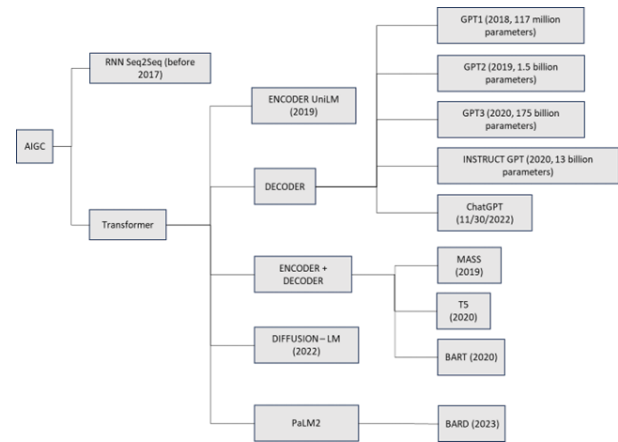 AIGC
RNN Seq2Seq (before
2017)
Transformer
ENCODER UniLM
(2019)
DECODER
ENCODER +
DECODER
DIFFUSION – LM
(2022)
PaLM2
GPT1 (2018, 117 million
parameters)
GPT2 (2019, 1.5 billion
parameters)
GPT3 (2020, 175 billion
parameters)
INSTRUCT GPT (2020, 13 billion
parameters)
ChatGPT
(11/30/2022)
MASS
(2019)
T5
(2020)
BART (2020)
BARD (2023)